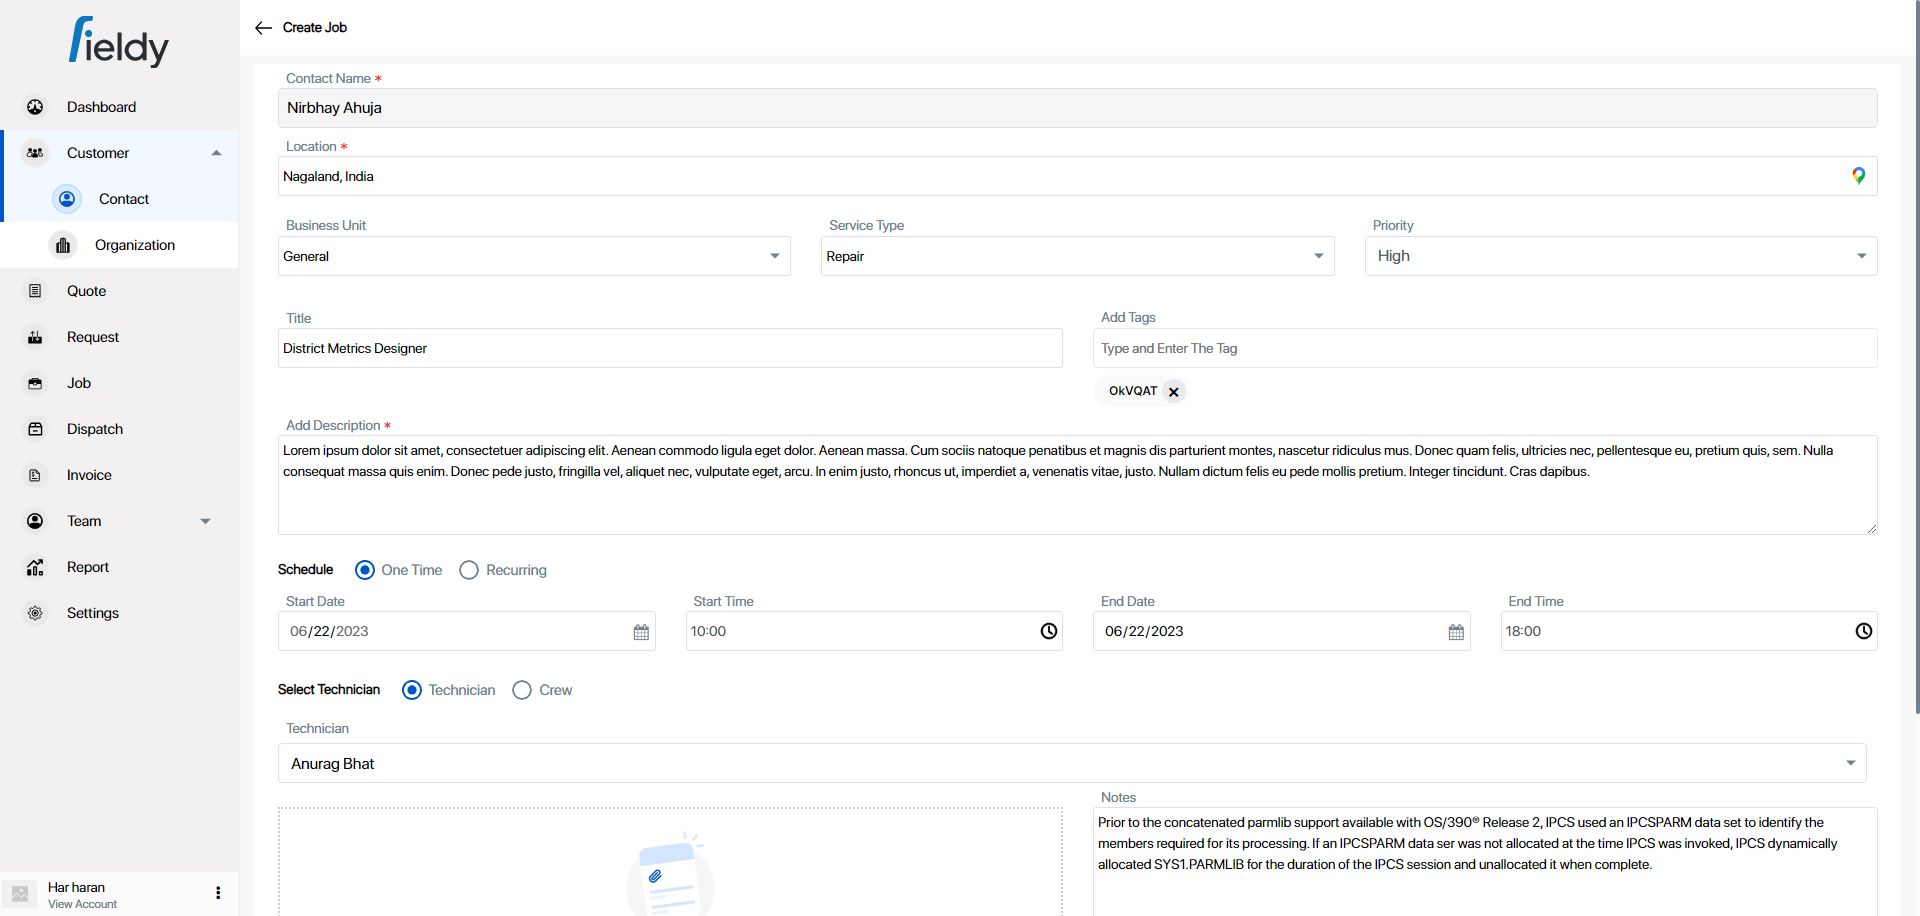 fieldy
Dashboard
Customer
Contact
Organization
Quote
Request
Job
Dispatch
Invoice
Team
Report
Settings
Har haran
View Account
Create Job
Contact Name *
Nirbhay Ahuja
Location *
Nagaland, India
Business Unit
Service Type
Priority
General
Repair
High
Title
Add Tags
District Metrics Designer
Type and Enter The Tag
OkVQAT
Add Description *
Lorem ipsum dolor sit amet, consectetuer adipiscing elit. Aenean commodo ligula eget dolor. Aenean massa. Cum sociis natoque penatibus et magnis dis parturient montes, nascetur ridiculus mus. Donec quam felis, ultricies nec, pellentesque eu, pretium quis, sem. Nulla
consequat massa quis enim. Donec pede justo, fringilla vel, aliquet nec, vulputate eget, arcu. In enim justo, rhoncus ut, imperdiet a, venenatis vitae, justo. Nullam dictum felis eu pede mollis pretium. Integer tincidunt. Cras dapibus.
Schedule One Time Recurring
Start Date
Start Time
End Date
End Time
06/22/2023
10:00
06/22/2023
18:00
Select Technician Technician Crew
Technician
Anurag Bhat
Notes
Prior to the concatenated parmlib support available with OS/390® Release 2, IPCS used an IPCSPARM data set to identify the
members required for its processing. If an IPCSPARM data ser was not allocated at the time IPCS was invoked, IPCS dynamically
allocated SYS1.PARMLIB for the duration of the IPCS session and unallocated it when complete.